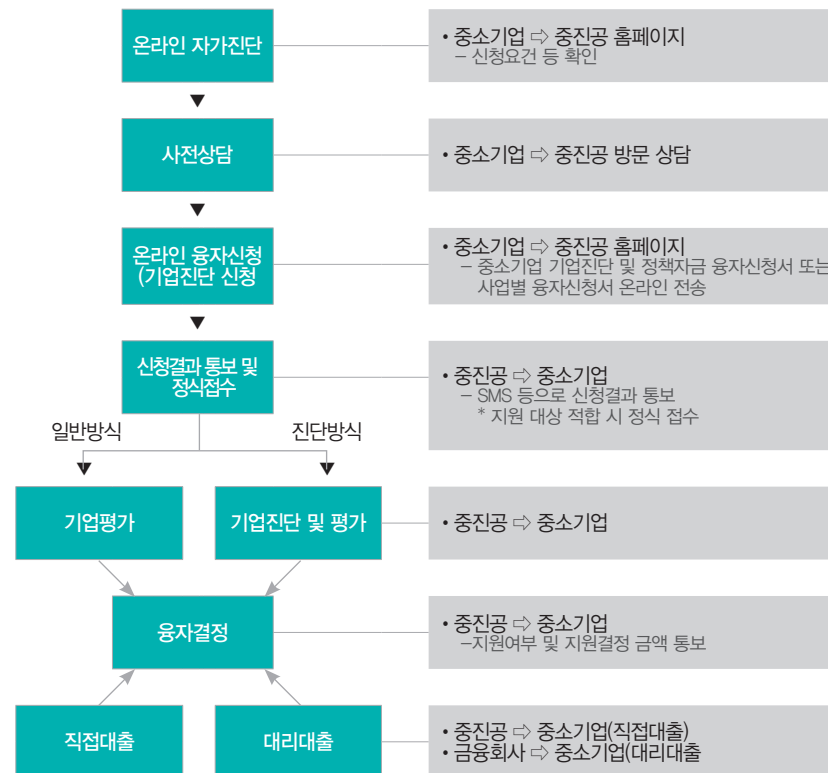 온라인 자가진단
• 중소기업 ⇨ 중진공 홈페이지
– 신청요건 등 확인
▼
사전상담
• 중소기업 ⇨ 중진공 방문 상담
▼
온라인 융자신청
(기업진단 신청
• 중소기업 ⇨ 중진공 홈페이지
– 중소기업 기업진단 및 정책자금 융자신청서 또는
사업별 융자신청서 온라인 전송
▼
신청결과 통보 및
정식접수
• 중진공 ⇨ 중소기업
– SMS 등으로 신청결과 통보
* 지원 대상 적합 시 정식 접수
일반방식 진단방식
▼ ▼
기업평가 기업진단 및 평가
• 중진공 ⇨ 중소기업
융자결정
• 중진공 ⇨ 중소기업
–지원여부 및 지원결정 금액 통보
직접대출 대리대출
• 중진공 ⇨ 중소기업(직접대출)
• 금융회사 ⇨ 중소기업(대리대출